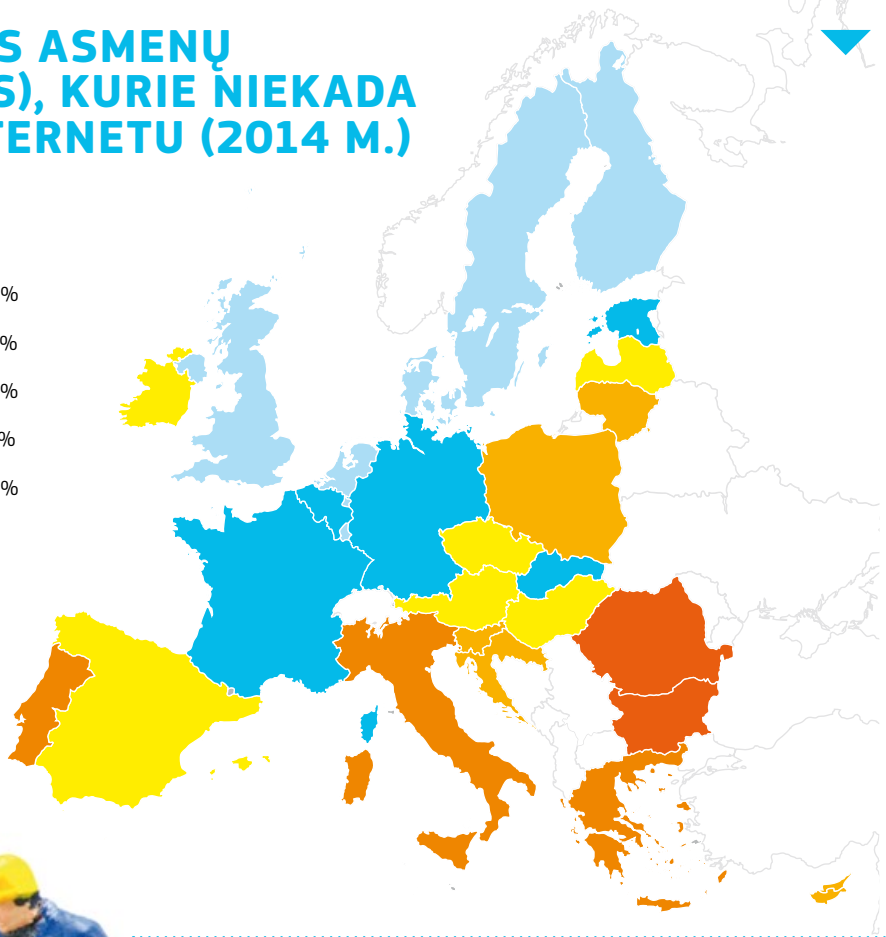 S ASMENŲ
S), KURIE NIEKADA
TERNETU (2014 M.)
%
%
%
%
%